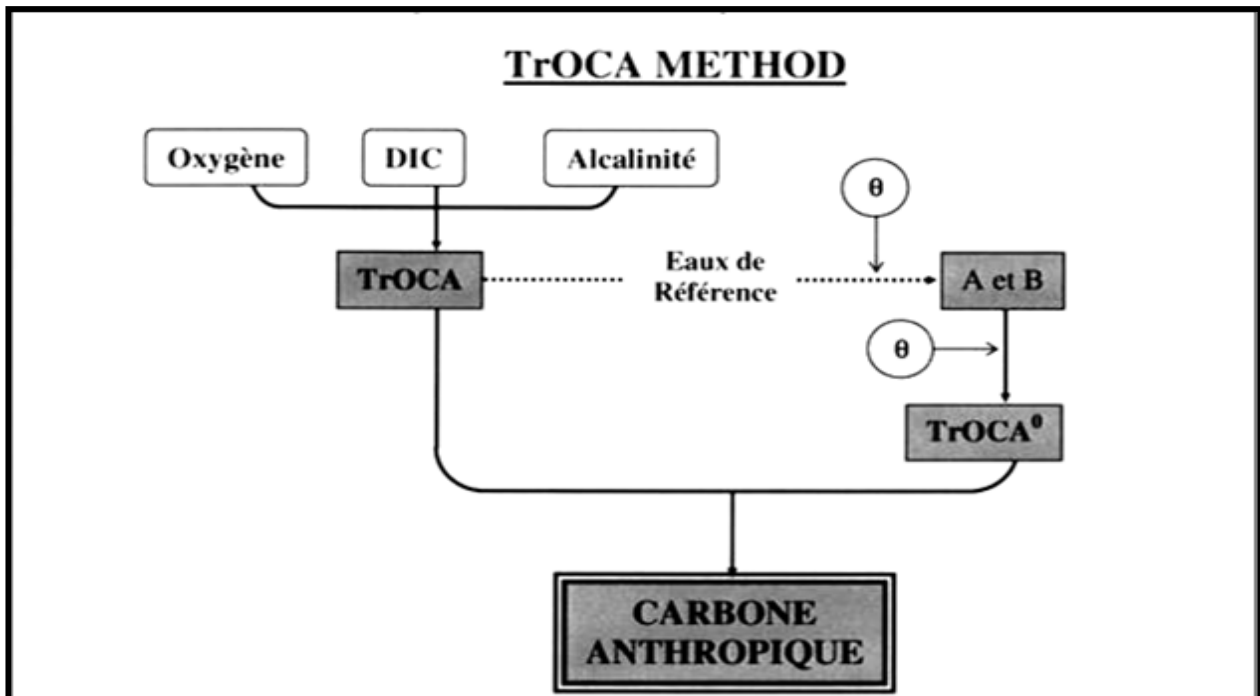 TrOCA METHOD
Oxygène
DIC
Alcalinité
θ
TrOCA
Eaux de
Référence
A et B
θ
TrOCA⁰
CARBONE
ANTHROPIQUE